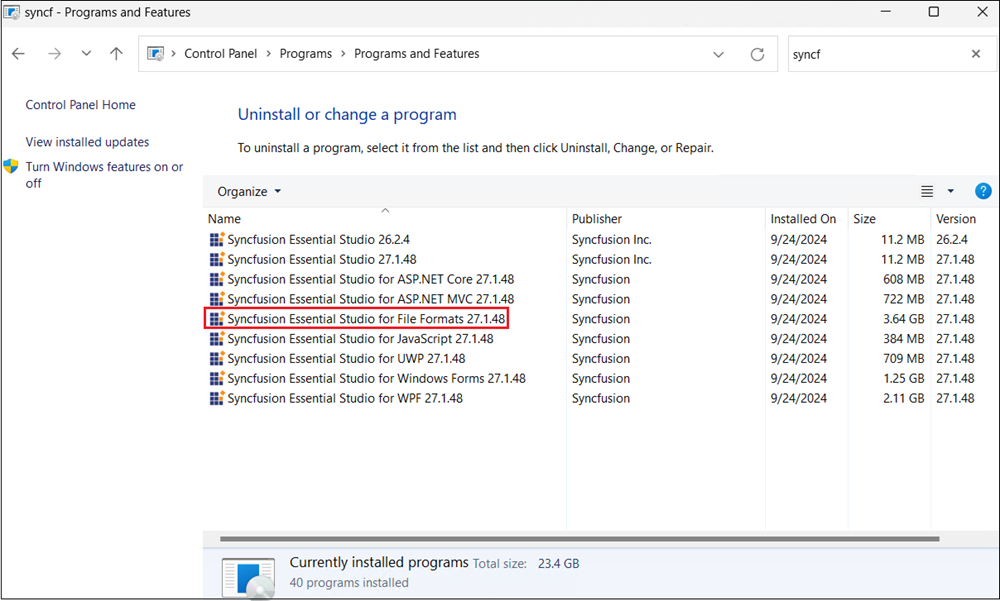 syncf - Programs and Features
Control Panel > Programs > Programs and Features
syncf
Control Panel Home
View installed updates
Turn Windows features on or
off
Uninstall or change a program
To uninstall a program, select it from the list and then click Uninstall, Change, or Repair.
Organize
?
Name Publisher Installed On Size Version
Syncfusion Essential Studio 26.2.4 Syncfusion Inc. 9/24/2024 11.2 MB 26.2.4
Syncfusion Essential Studio 27.1.48 Syncfusion Inc. 9/24/2024 11.2 MB 27.1.48
Syncfusion Essential Studio for ASP.NET Core 27.1.48 Syncfusion 9/24/2024 608 MB 27.1.48
Syncfusion Essential Studio for ASP.NET MVC 27.1.48 Syncfusion 9/24/2024 722 MB 27.1.48
Syncfusion Essential Studio for File Formats 27.1.48 Syncfusion 9/24/2024 3.64 GB 27.1.48
Syncfusion Essential Studio for JavaScript 27.1.48 Syncfusion 9/24/2024 384 MB 27.1.48
Syncfusion Essential Studio for UWP 27.1.48 Syncfusion 9/24/2024 709 MB 27.1.48
Syncfusion Essential Studio for Windows Forms 27.1.48 Syncfusion 9/24/2024 1.25 GB 27.1.48
Syncfusion Essential Studio for WPF 27.1.48 Syncfusion 9/24/2024 2.11 GB 27.1.48
Currently installed programs Total size: 23.4 GB
40 programs installed